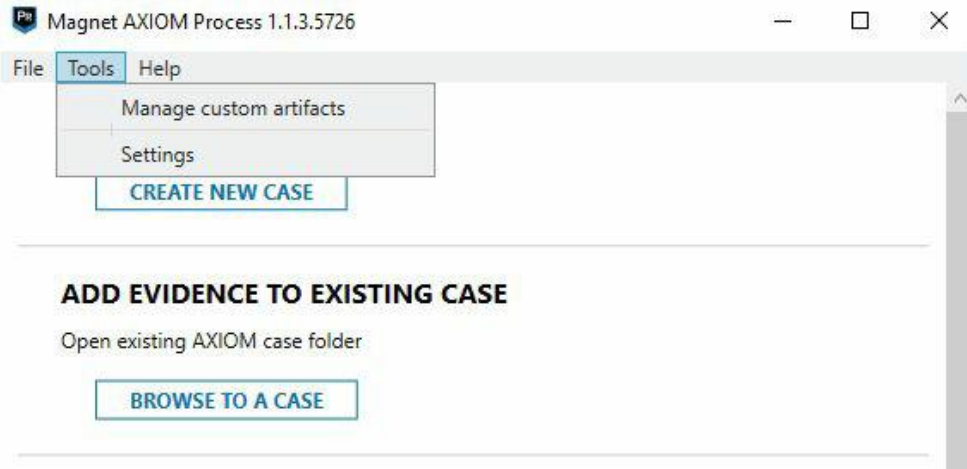 PR Magnet AXIOM Process 1.1.3.5726
File Tools Help
Manage custom artifacts
Settings
CREATE NEW CASE
ADD EVIDENCE TO EXISTING CASE
Open existing AXIOM case folder
BROWSE TO A CASE